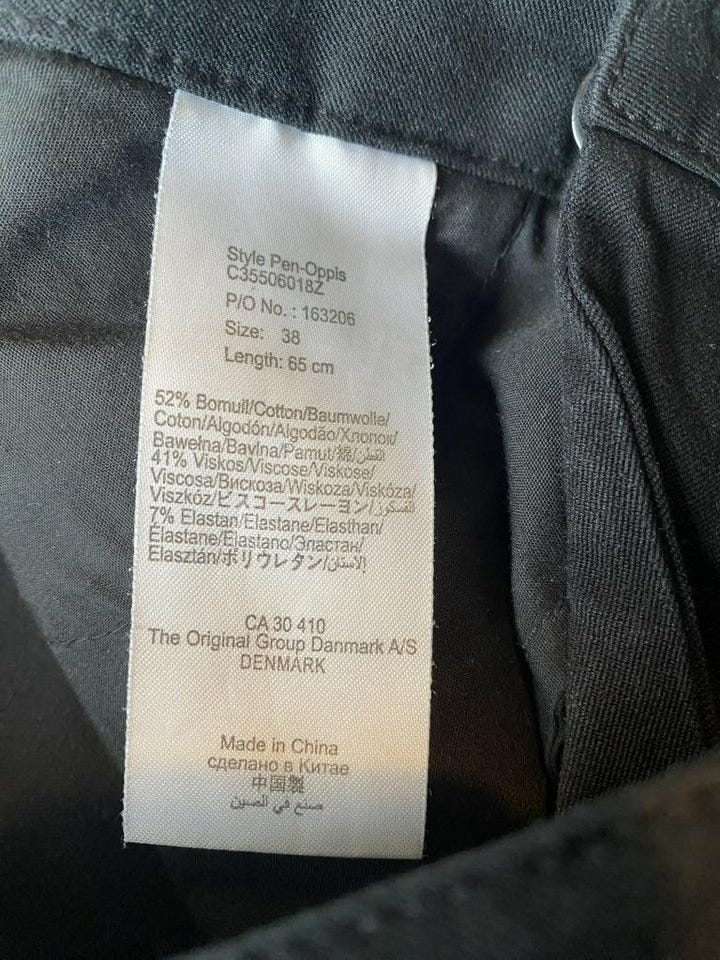 Style Pen-Oppis
C35506018Z
P/O No. : 163206
Size: 38
Length: 65 cm
52% Bomull/Cotton/Baumwolle/
Coton/Algodón/Algodão/Хлопок/
Bawełna/Bavlna/Pamut/綿/القطن/
41% Viskos/Viscose/Viskose/
Viscosa/Вискоза/Wiskoza/Viskóza/
Viszkóz/ビスコースレーヨン/الفسكوز
7% Elastan/Elastane/Elasthan/
Élastane/Elastano/Эластан/
Elasztán/ポリウレタン/الإلاستان
CA 30 410
The Original Group Danmark A/S
DENMARK
Made in China
сделано в Китае
中国製
صنع في الصين